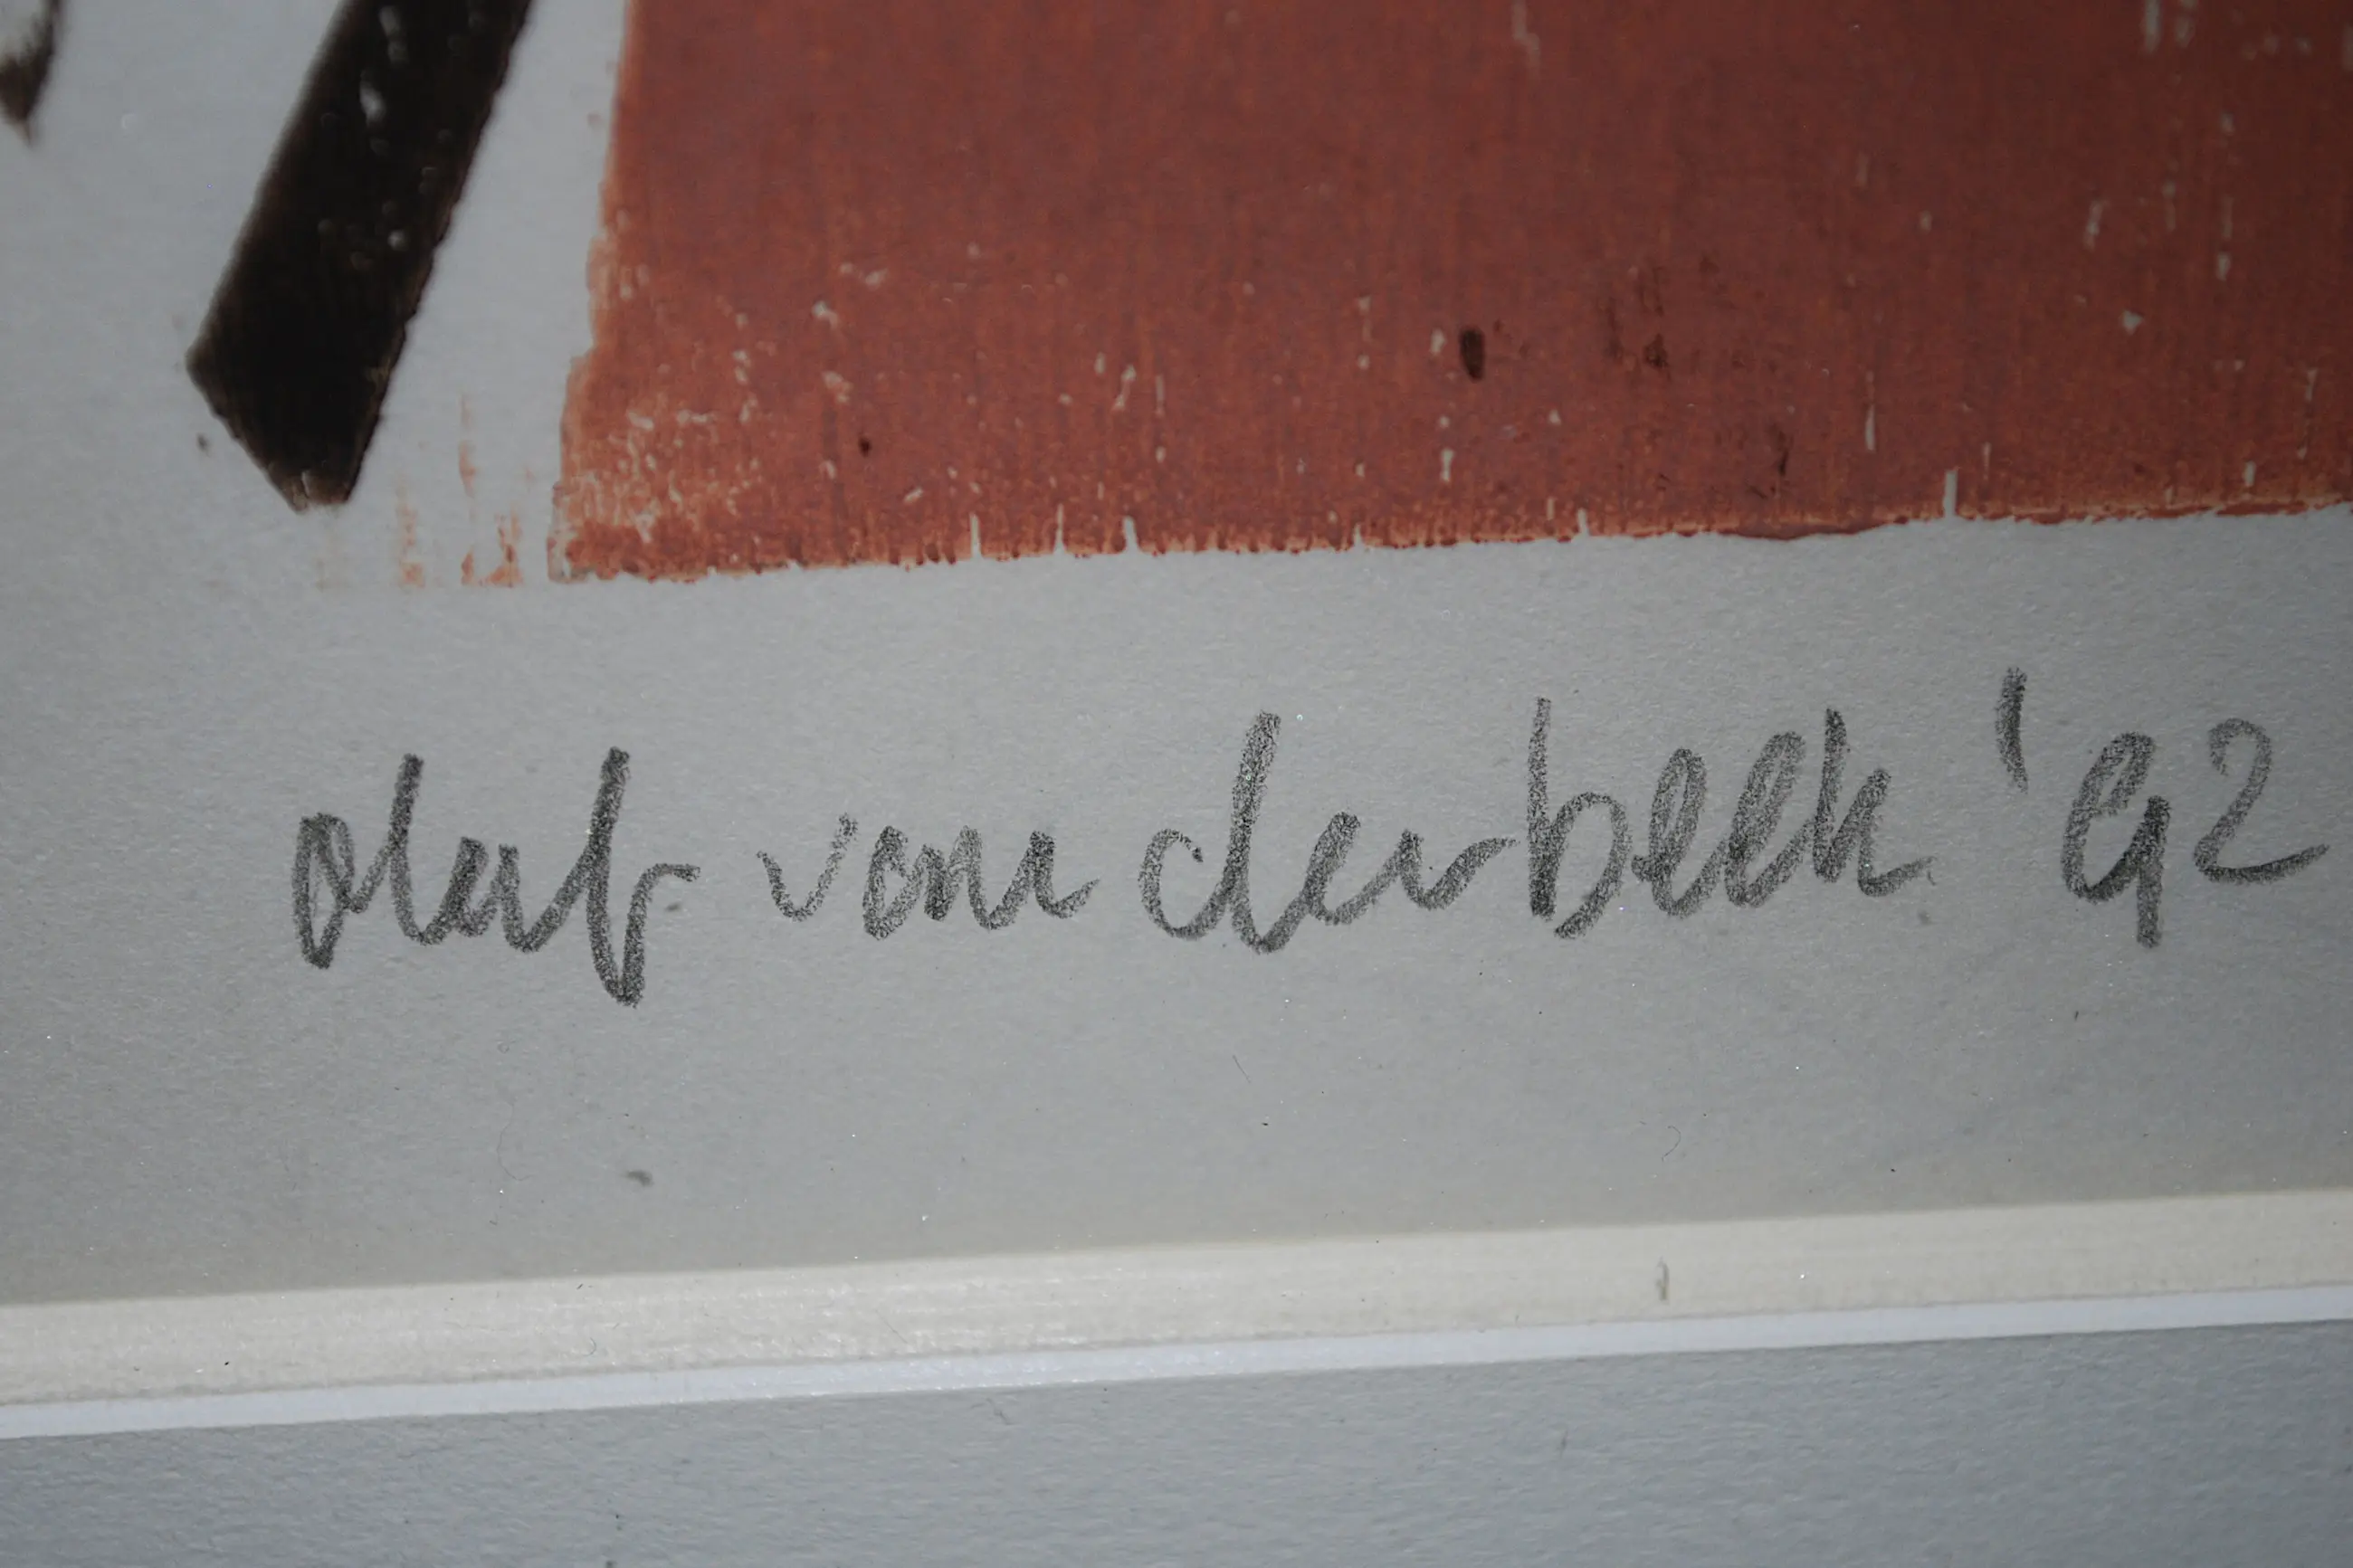 olaf van der beek '92